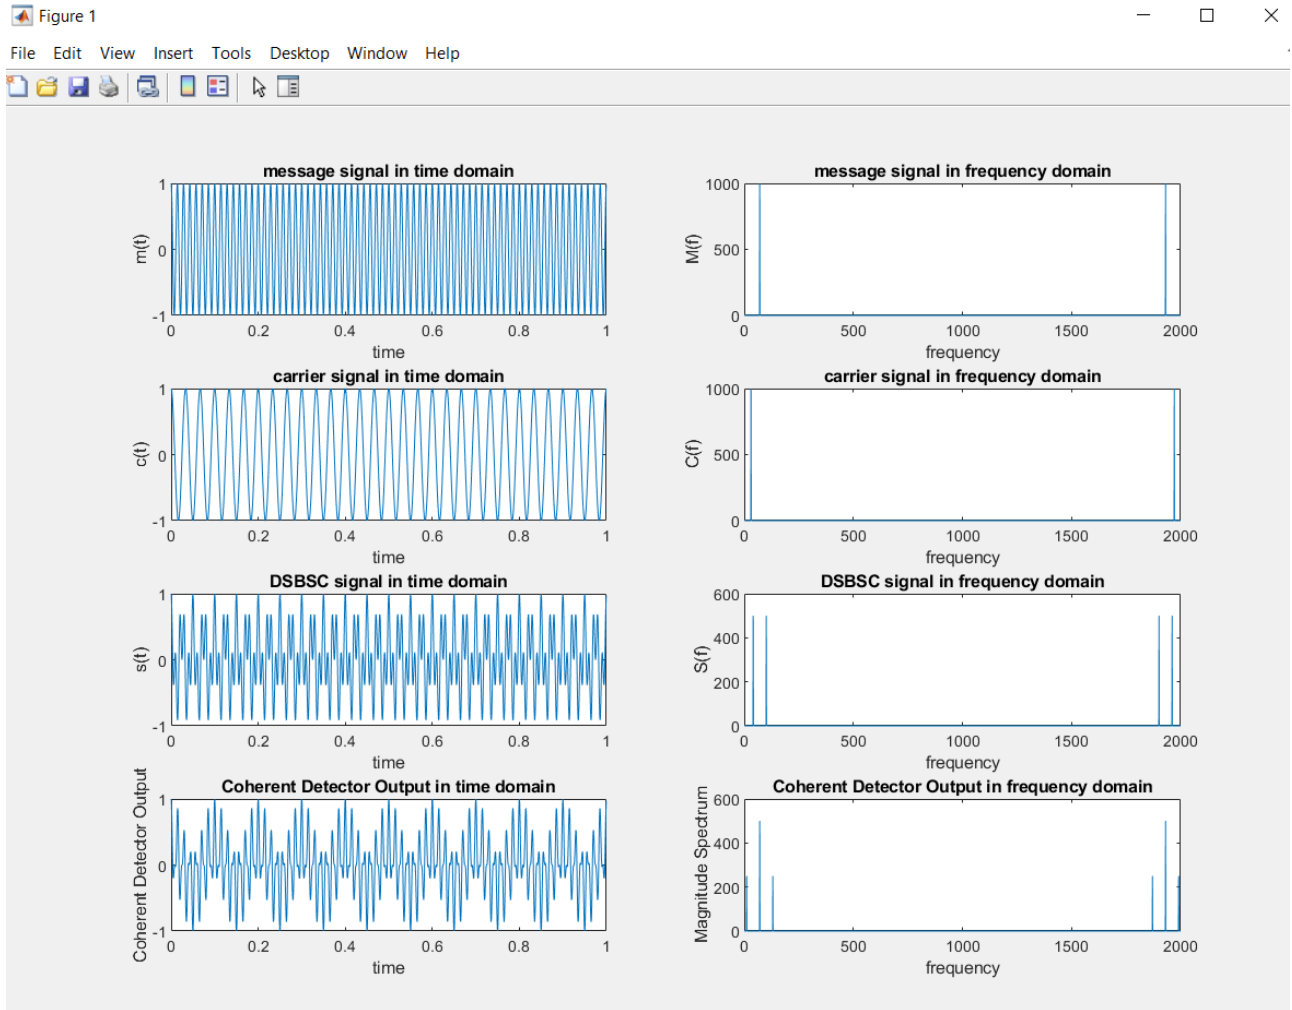 Figure 1
File Edit View Insert Tools Desktop Window Help
message signal in time domain
1
0
-1
m(t)
0 0.2 0.4 0.6 0.8 1
time
message signal in frequency domain
1000
500
0
M(f)
0 500 1000 1500 2000
frequency
carrier signal in time domain
1
0
-1
c(t)
0 0.2 0.4 0.6 0.8 1
time
carrier signal in frequency domain
1000
500
0
C(f)
0 500 1000 1500 2000
frequency
DSBSC signal in time domain
1
0
-1
s(t)
0 0.2 0.4 0.6 0.8 1
time
DSBSC signal in frequency domain
600
400
200
0
S(f)
0 500 1000 1500 2000
frequency
Coherent Detector Output in time domain
1
0
-1
Coherent Detector Output
0 0.2 0.4 0.6 0.8 1
time
Coherent Detector Output in frequency domain
600
400
200
0
Magnitude Spectrum
0 500 1000 1500 2000
frequency